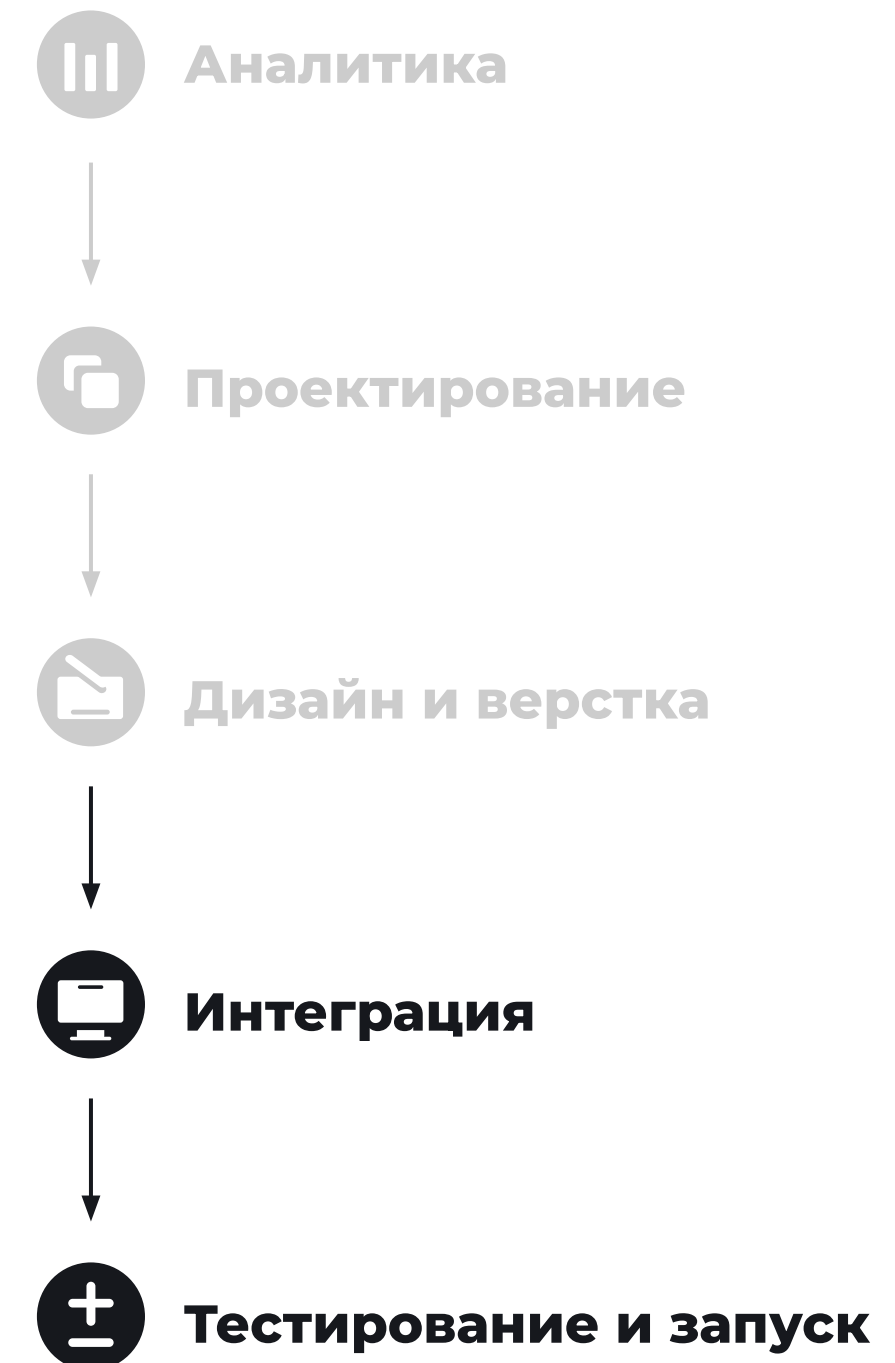 Аналитика
Проектирование
Дизайн и верстка
Интеграция
Тестирование и запуск